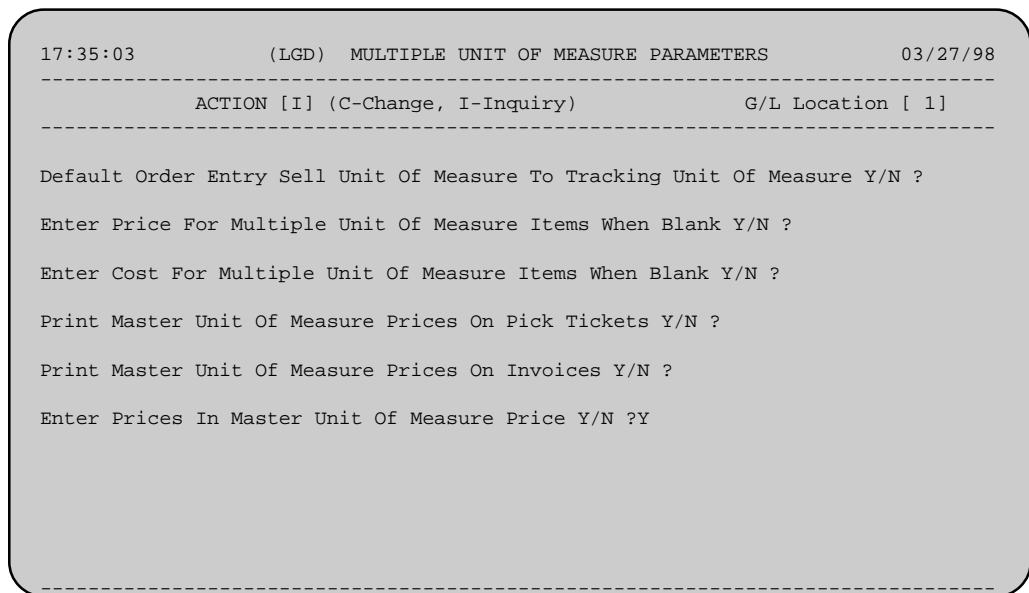 17:35:03 (LGD) MULTIPLE UNIT OF MEASURE PARAMETERS 03/27/98
--------------------------------------------------------------------------------
ACTION [I] (C-Change, I-Inquiry) G/L Location [ 1]
--------------------------------------------------------------------------------
Default Order Entry Sell Unit Of Measure To Tracking Unit Of Measure Y/N ?
Enter Price For Multiple Unit Of Measure Items When Blank Y/N ?
Enter Cost For Multiple Unit Of Measure Items When Blank Y/N ?
Print Master Unit Of Measure Prices On Pick Tickets Y/N ?
Print Master Unit Of Measure Prices On Invoices Y/N ?
Enter Prices In Master Unit Of Measure Price Y/N ?Y
--------------------------------------------------------------------------------